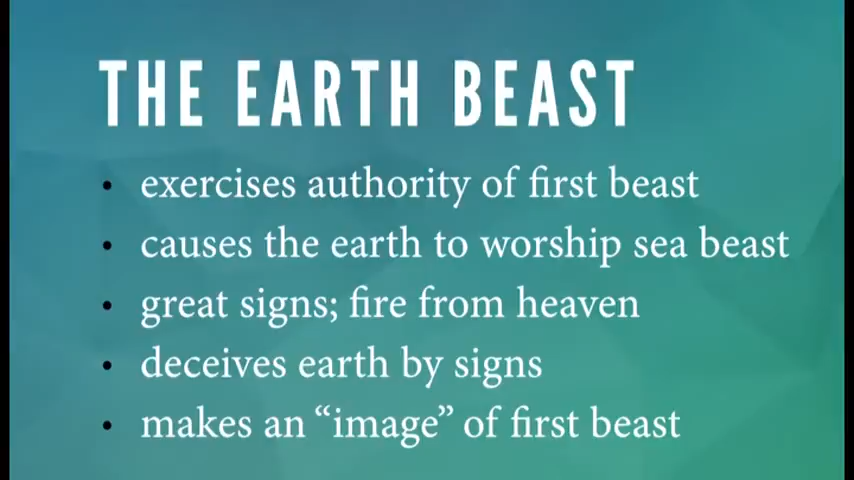 THE EARTH BEAST
• exercises authority of first beast
• causes the earth to worship sea beast
• great signs; fire from heaven
• deceives earth by signs
• makes an “image” of first beast